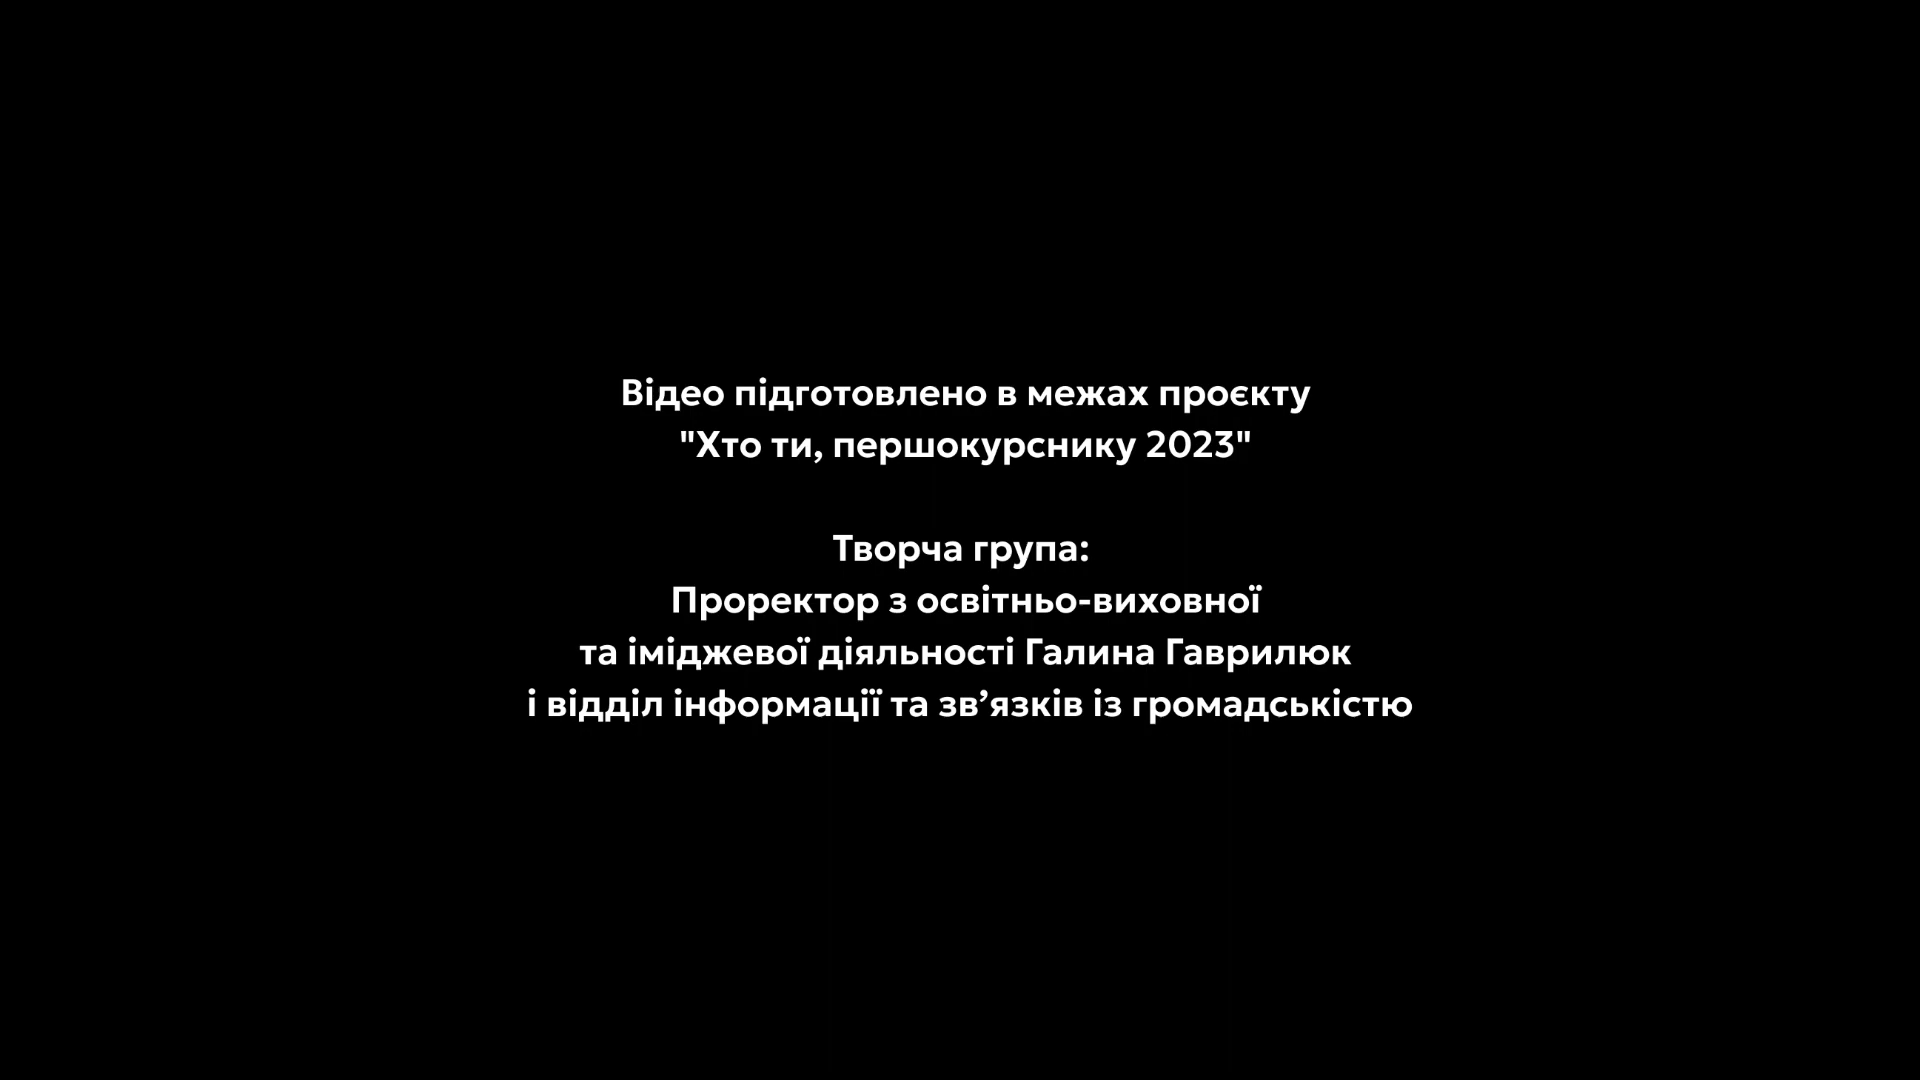 Відео підготовлено в межах проєкту
"Хто ти, першокурснику 2023"
Творча група:
Проректор з освітньо-виховної
та іміджевої діяльності Галина Гаврилюк
і відділ інформації та зв’язків із громадськістю